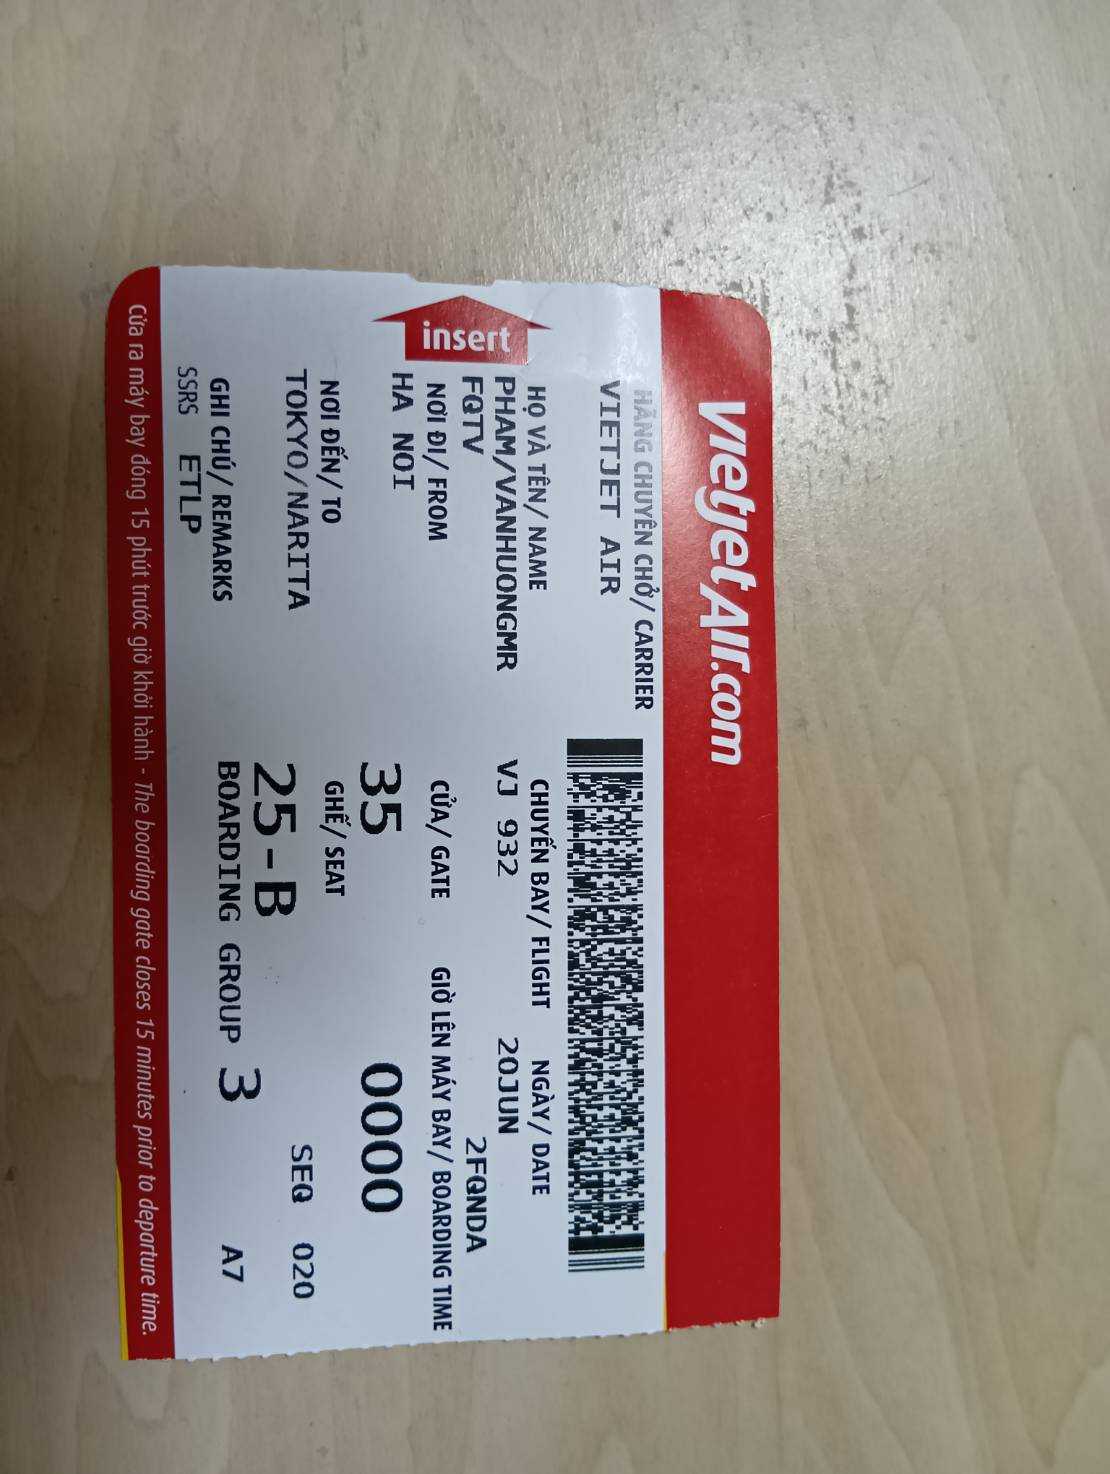 vietjetAir.com
HÃNG CHUYÊN CHỞ/ CARRIER
VIETJET AIR
HỌ VÀ TÊN/ NAME
PHAM/VANHUONGMR
FQTV
CHUYẾN BAY/ FLIGHT
VJ 932
NGÀY/ DATE
20JUN
2FQNDA
insert
NƠI ĐI/ FROM
HA NOI
CỬA/ GATE
35
GIỜ LÊN MÁY BAY/ BOARDING TIME
0000
NƠI ĐẾN/ TO
TOKYO/NARITA
GHẾ/ SEAT
25-B
SEQ 020
GHI CHÚ/ REMARKS
SSRS ETLP
BOARDING GROUP 3 A7
Cửa ra máy bay đóng 15 phút trước giờ khởi hành - The boarding gate closes 15 minutes prior to departure time.